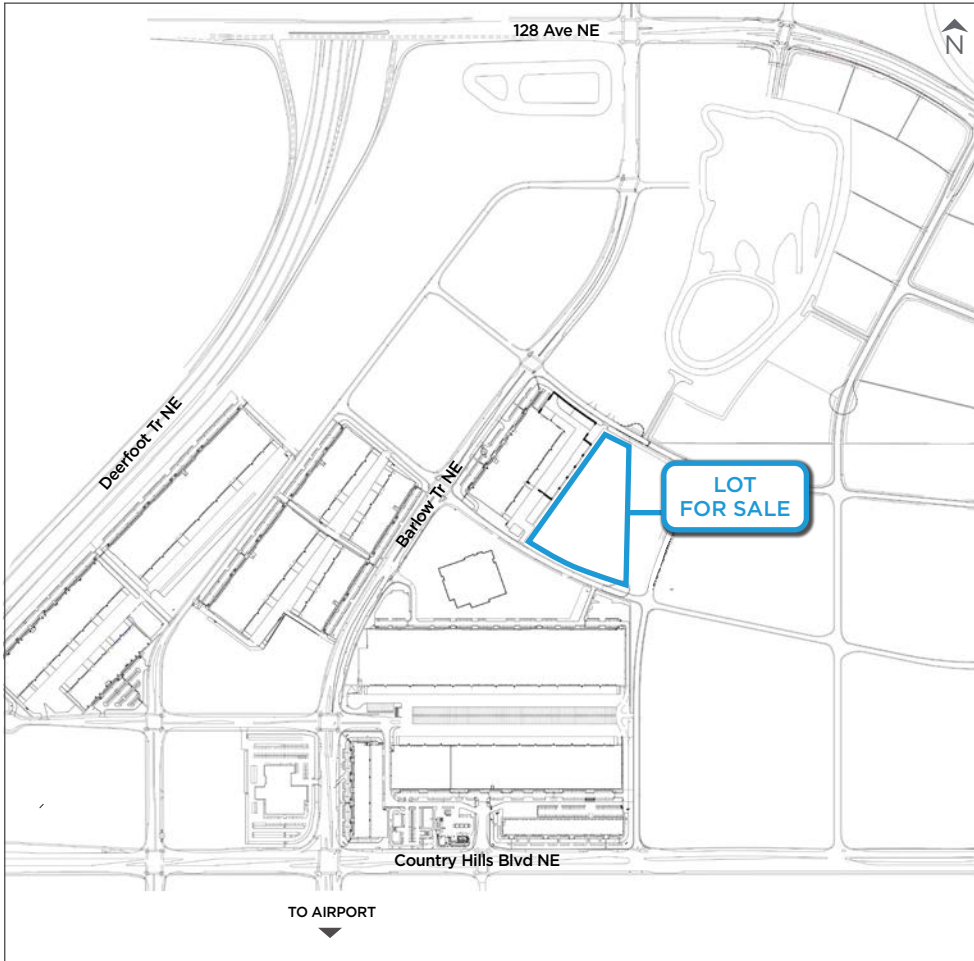 128 Ave NE
N
Deerfoot Tr NE
Barlow Tr NE
LOT
FOR SALE
Country Hills Blvd NE
TO AIRPORT